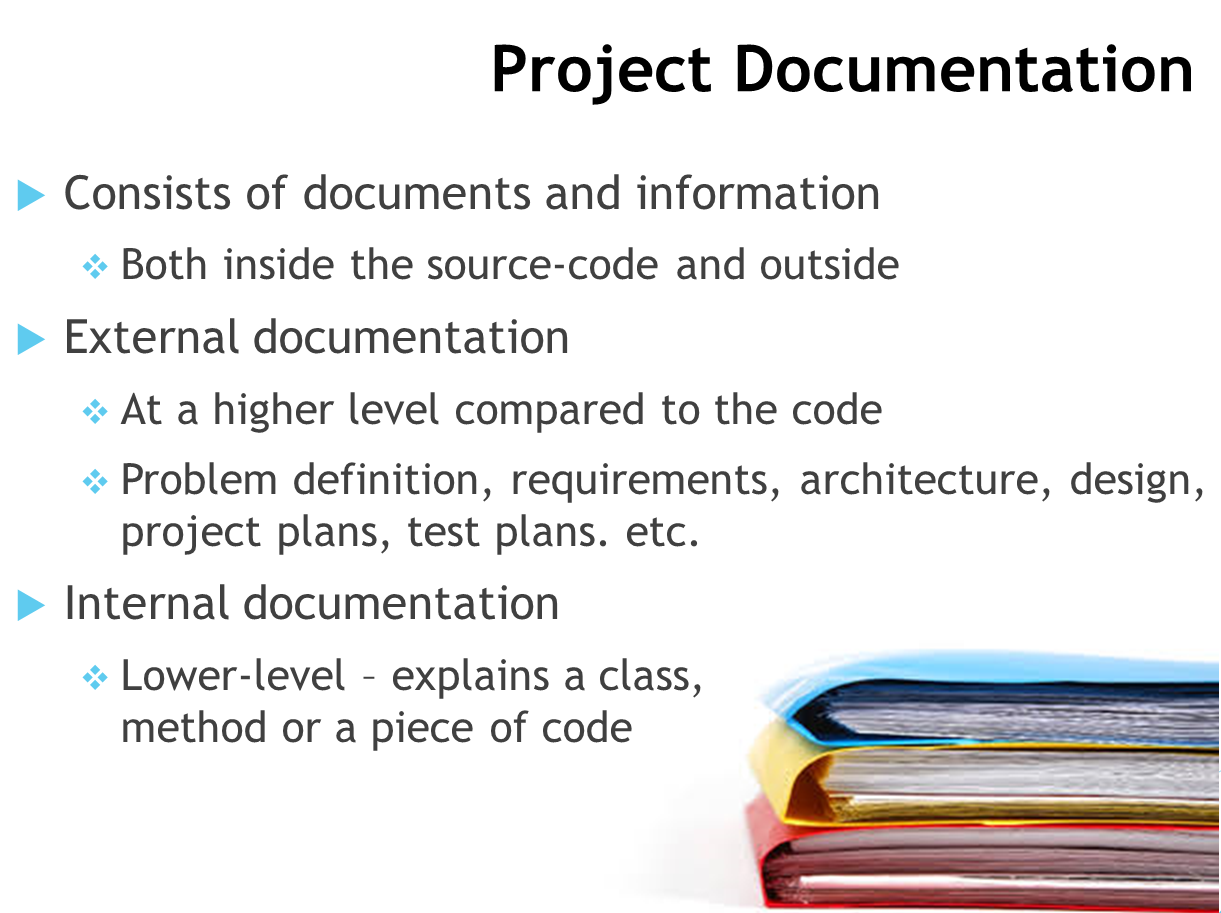 Project Documentation
Consists of documents and information
Both inside the source-code and outside
External documentation
At a higher level compared to the code
Problem definition, requirements, architecture, design,
project plans, test plans. etc.
Internal documentation
Lower-level – explains a class,
method or a piece of code